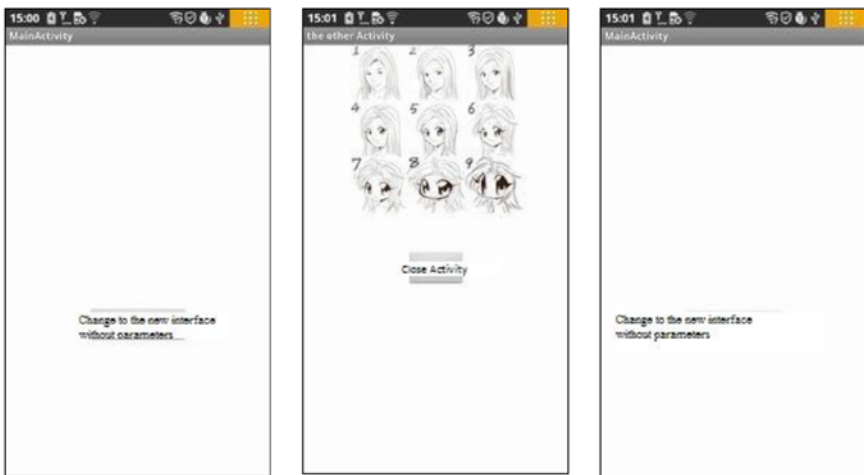 15:00
MainActivity
Change to the new interface
without parameters
15:01
the other Activity
1 2 3
4 5 6
7 8 9
Close Activity
15:01
MainActivity
Change to the new interface
without parameters